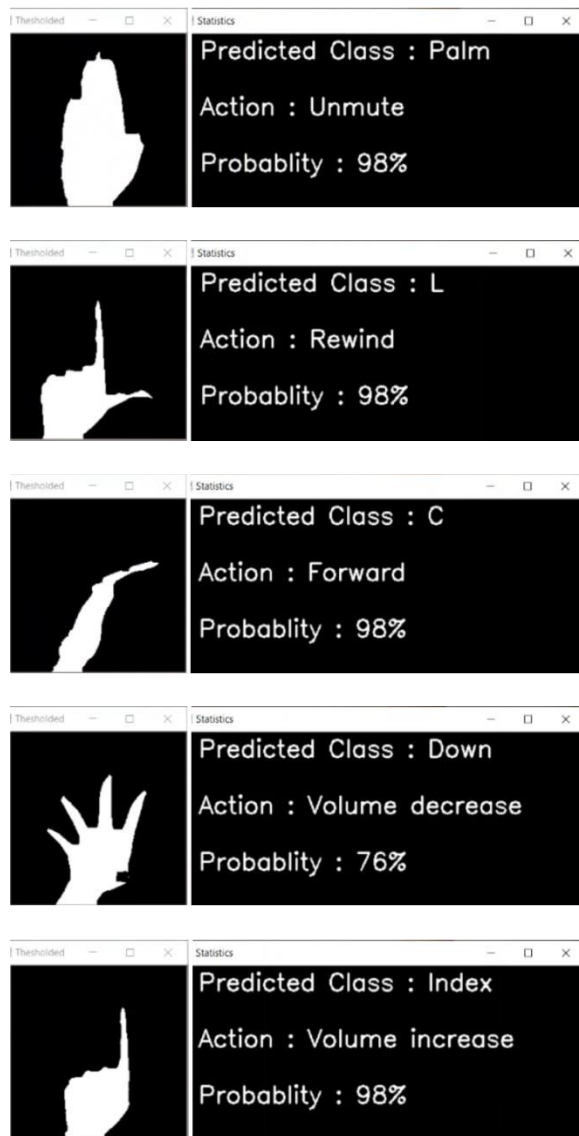 Thesholded
Statistics
Predicted Class : Palm
Action : Unmute
Probablity : 98%
Thesholded
Statistics
Predicted Class : L
Action : Rewind
Probablity : 98%
Thesholded
Statistics
Predicted Class : C
Action : Forward
Probablity : 98%
Thesholded
Statistics
Predicted Class : Down
Action : Volume decrease
Probablity : 76%
Thesholded
Statistics
Predicted Class : Index
Action : Volume increase
Probablity : 98%